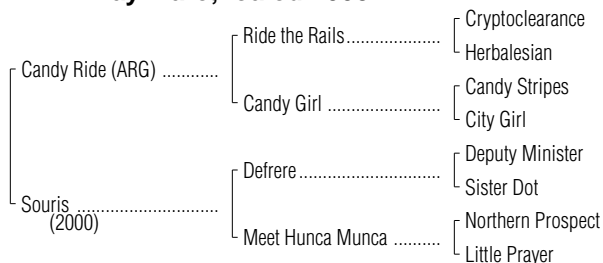 Cryptoclearance
Ride the Rails......................
Herbalesian
Candy Ride (ARG) ............
Candy Stripes
Candy Girl ..........................
City Girl
Deputy Minister
Defrere.................................
Sister Dot
Souris ..................................
(2000)
Northern Prospect
Meet Hunca Munca ..........
Little Prayer